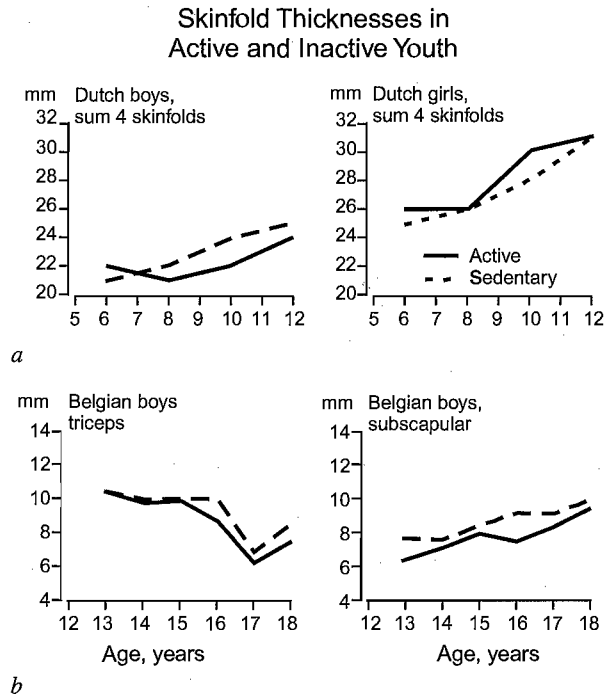 Skinfold Thicknesses in
Active and Inactive Youth
mm
Dutch boys,
sum 4 skinfolds
32
30
28
26
24
22
20
5 6 7 8 9 10 11 12
mm
Dutch girls,
sum 4 skinfolds
32
30
28
26
24
22
20
Active
Sedentary
5 6 7 8 9 10 11 12
a
mm
Belgian boys
triceps
14
12
10
8
6
4
12 13 14 15 16 17 18
Age, years
mm
Belgian boys,
subscapular
14
12
10
8
6
4
12 13 14 15 16 17 18
Age, years
b